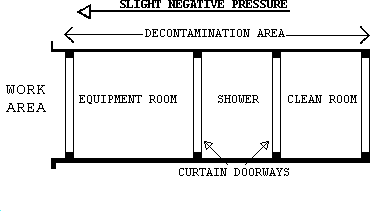 SLIGHT NEGATIVE PRESSURE
DECONTAMINATION AREA
WORK
AREA
EQUIPMENT ROOM
SHOWER
CLEAN ROOM
CURTAIN DOORWAYS